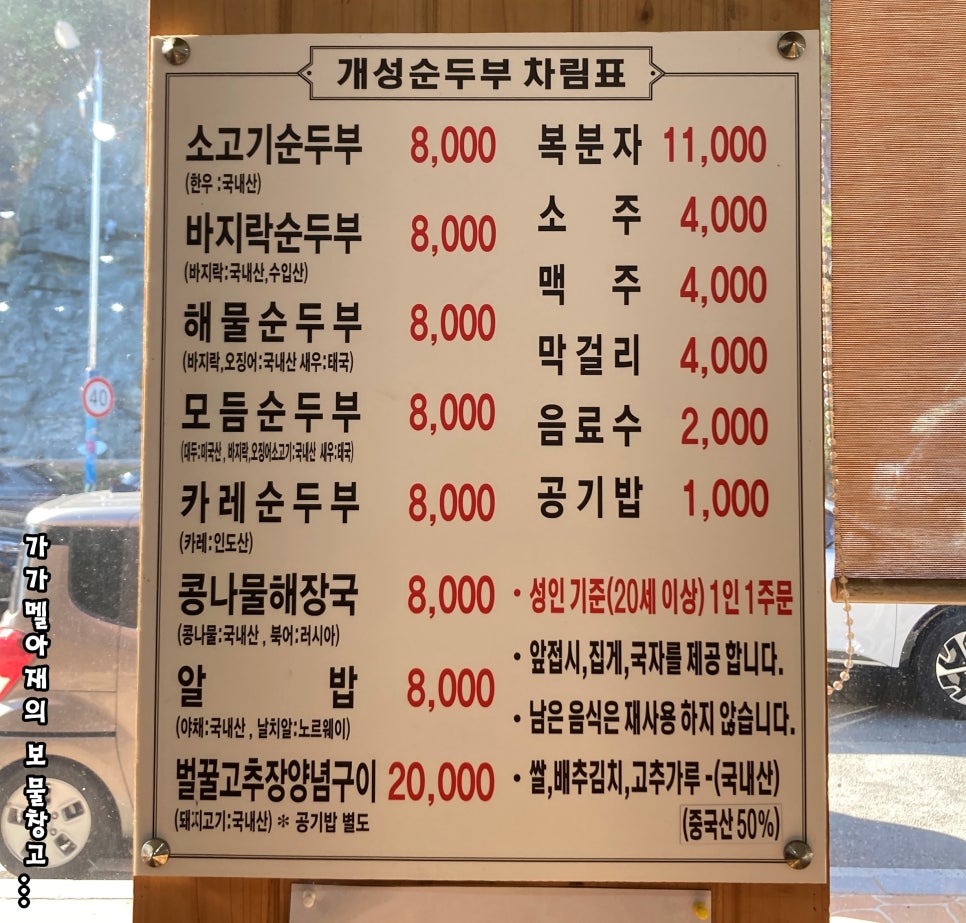 개성순두부 차림표
소고기순두부 8,000
(한우 :국내산)
바지락순두부 8,000
(바지락:국내산,수입산)
해물순두부 8,000
(바지락,오징어:국내산 새우:태국)
모듬순두부 8,000
(대두:미국산, 바지락,오징어소고기:국내산 새우:태국)
카레순두부 8,000
(카레:인도산)
콩나물해장국 8,000
(콩나물:국내산, 북어:러시아)
알 밥 8,000
(야채:국내산, 날치알:노르웨이)
벌꿀고추장양념구이 20,000
(돼지고기:국내산) * 공기밥 별도
복분자 11,000
소 주 4,000
맥 주 4,000
막걸리 4,000
음료수 2,000
공기밥 1,000
· 성인 기준(20세 이상) 1인 1주문
· 앞접시,집게,국자를 제공 합니다.
· 남은 음식은 재사용 하지 않습니다.
· 쌀,배추김치,고추가루 -(국내산)
(중국산 50%)
40
가가멜아재의 보물창고...